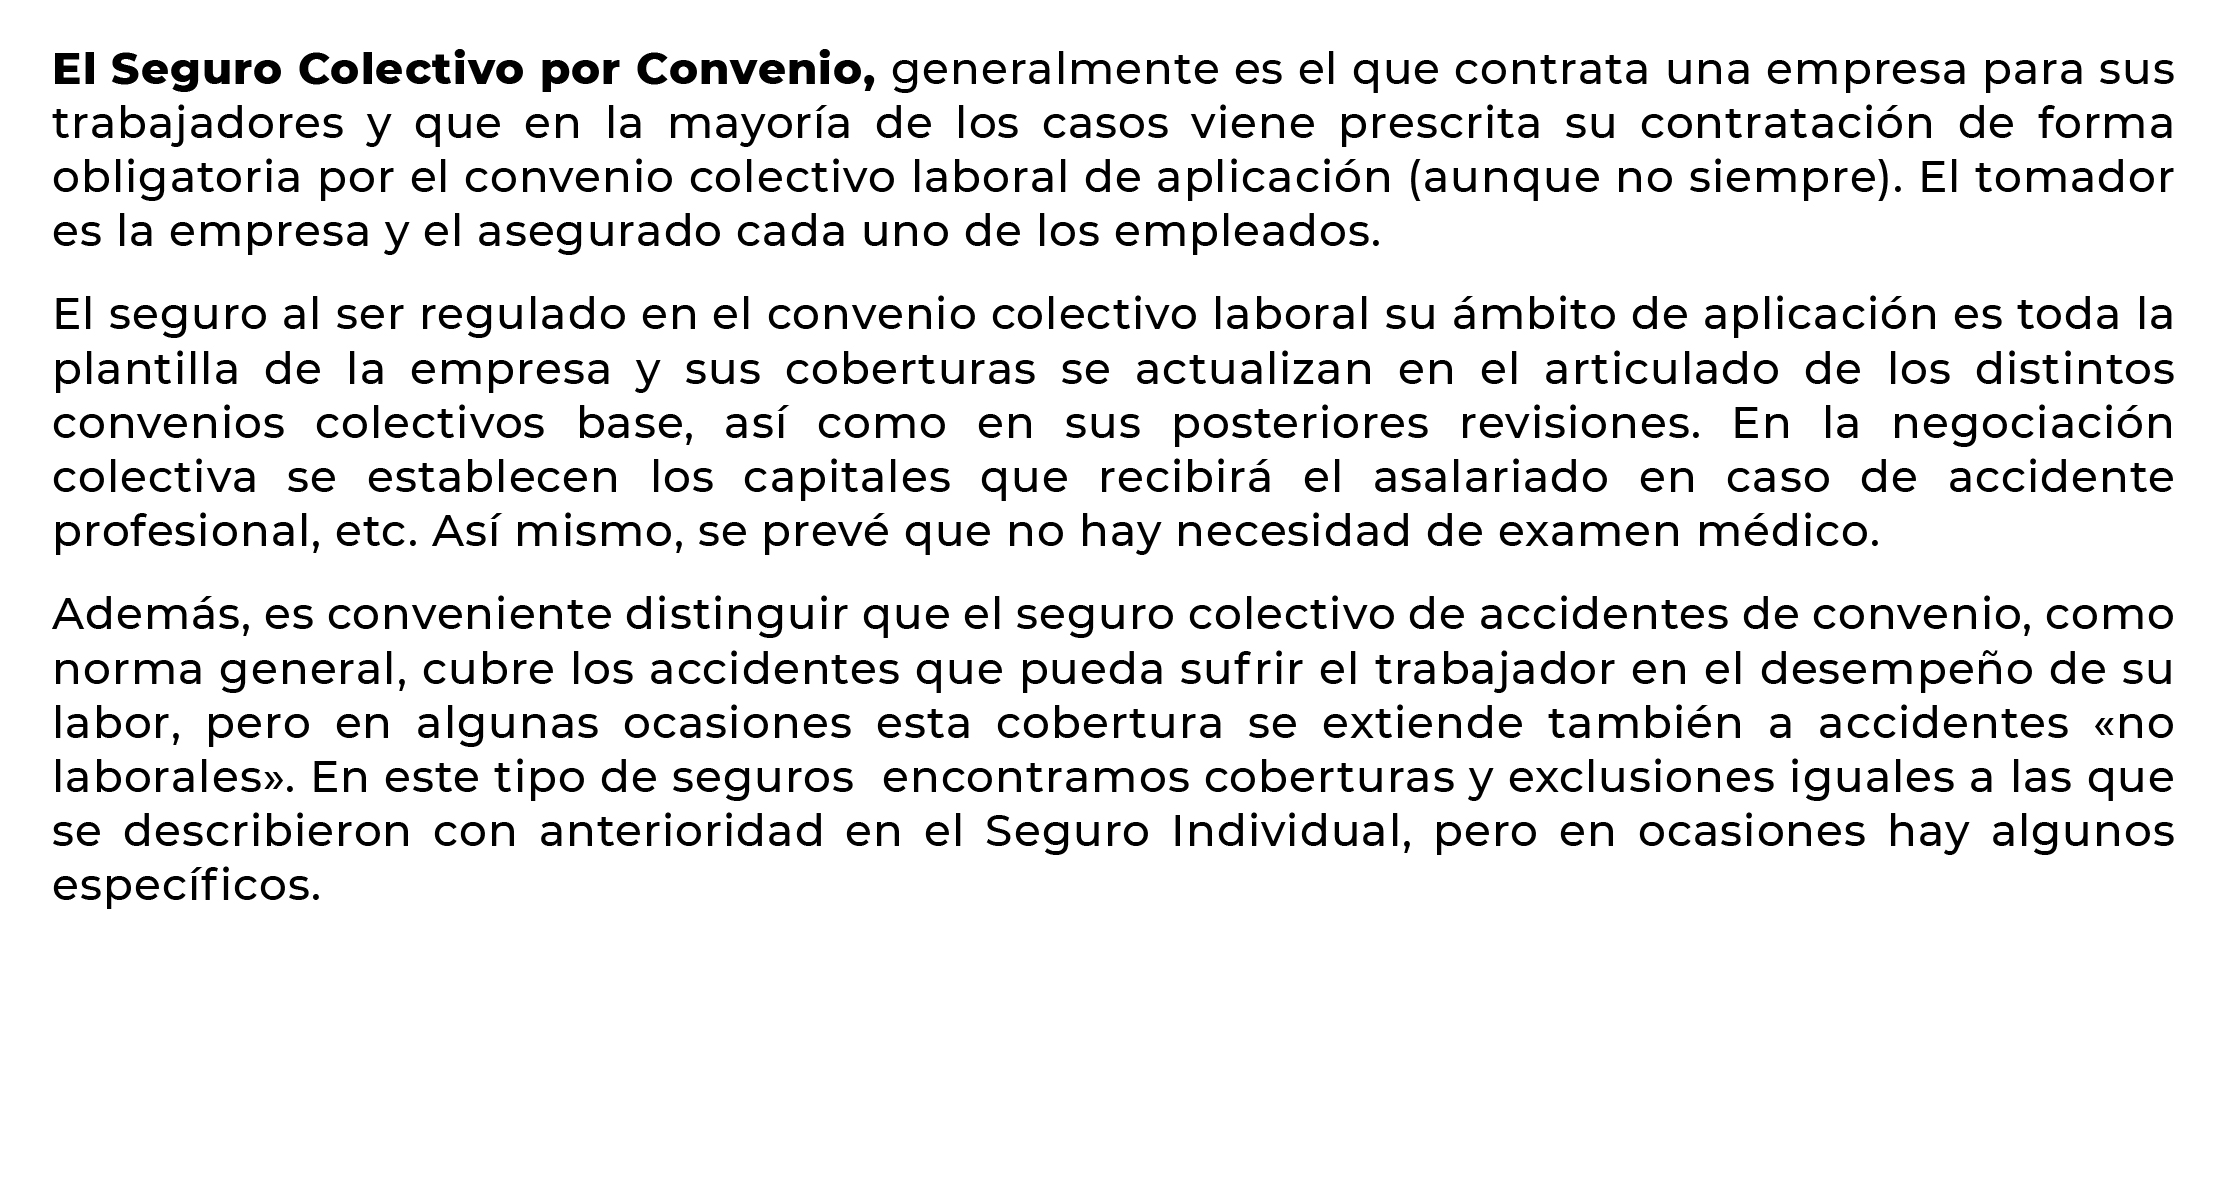 El Seguro Colectivo por Convenio, generalmente es el que contrata una empresa para sus
trabajadores y que en la mayoría de los casos viene prescrita su contratación de forma
obligatoria por el convenio colectivo laboral de aplicación (aunque no siempre). El tomador
es la empresa y el asegurado cada uno de los empleados.
El seguro al ser regulado en el convenio colectivo laboral su ámbito de aplicación es toda la
plantilla de la empresa y sus coberturas se actualizan en el articulado de los distintos
convenios colectivos base, así como en sus posteriores revisiones. En la negociación
colectiva se establecen los capitales que recibirá el asalariado en caso de accidente
profesional, etc. Así mismo, se prevé que no hay necesidad de examen médico.
Además, es conveniente distinguir que el seguro colectivo de accidentes de convenio, como
norma general, cubre los accidentes que pueda sufrir el trabajador en el desempeño de su
labor, pero en algunas ocasiones esta cobertura se extiende también a accidentes «no
laborales». En este tipo de seguros  encontramos coberturas y exclusiones iguales a las que
se describieron con anterioridad en el Seguro Individual, pero en ocasiones hay algunos
específicos.